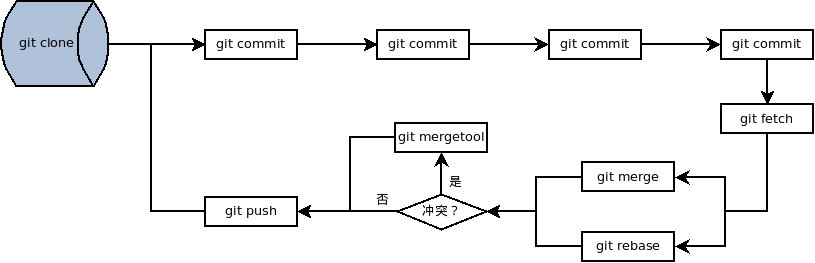 git clone
git commit
git commit
git commit
git commit
git fetch
git mergetool
是
git merge
否
冲突？
git push
git rebase